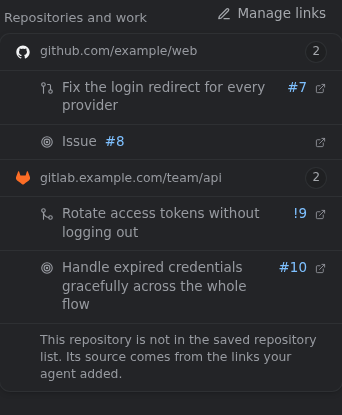 Repositories and work
Manage links
github.com/example/web
2
Fix the login redirect for every
#7
provider
Issue #8
gitlab.example.com/team/api
2
Rotate access tokens without
!9
logging out
Handle expired credentials
#10
gracefully across the whole
flow
This repository is not in the saved repository
list. Its source comes from the links your
agent added.